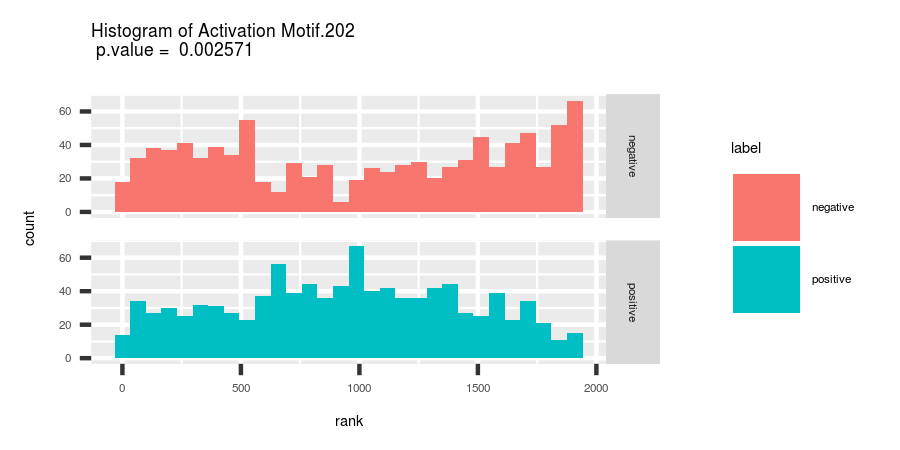 Histogram of Activation Motif.202
p.value =  0.002571
count
60
40
20
0
negative
60
40
20
0
positive
0
500
1000
1500
2000
rank
label
negative
positive